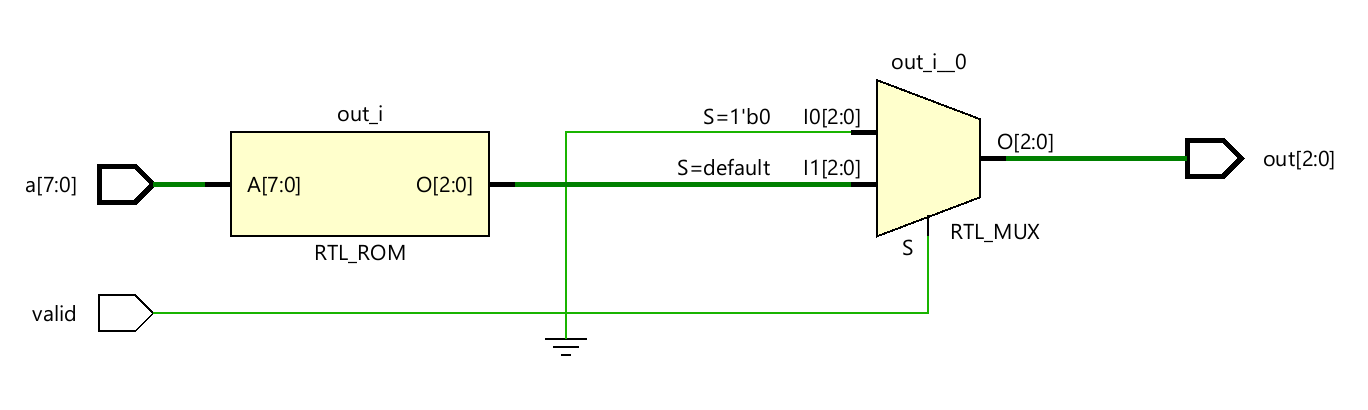 out_i__0
out_i
S=1'b0 I0[2:0]
O[2:0]
out[2:0]
S=default I1[2:0]
a[7:0]
A[7:0] O[2:0]
RTL_MUX
S
RTL_ROM
valid